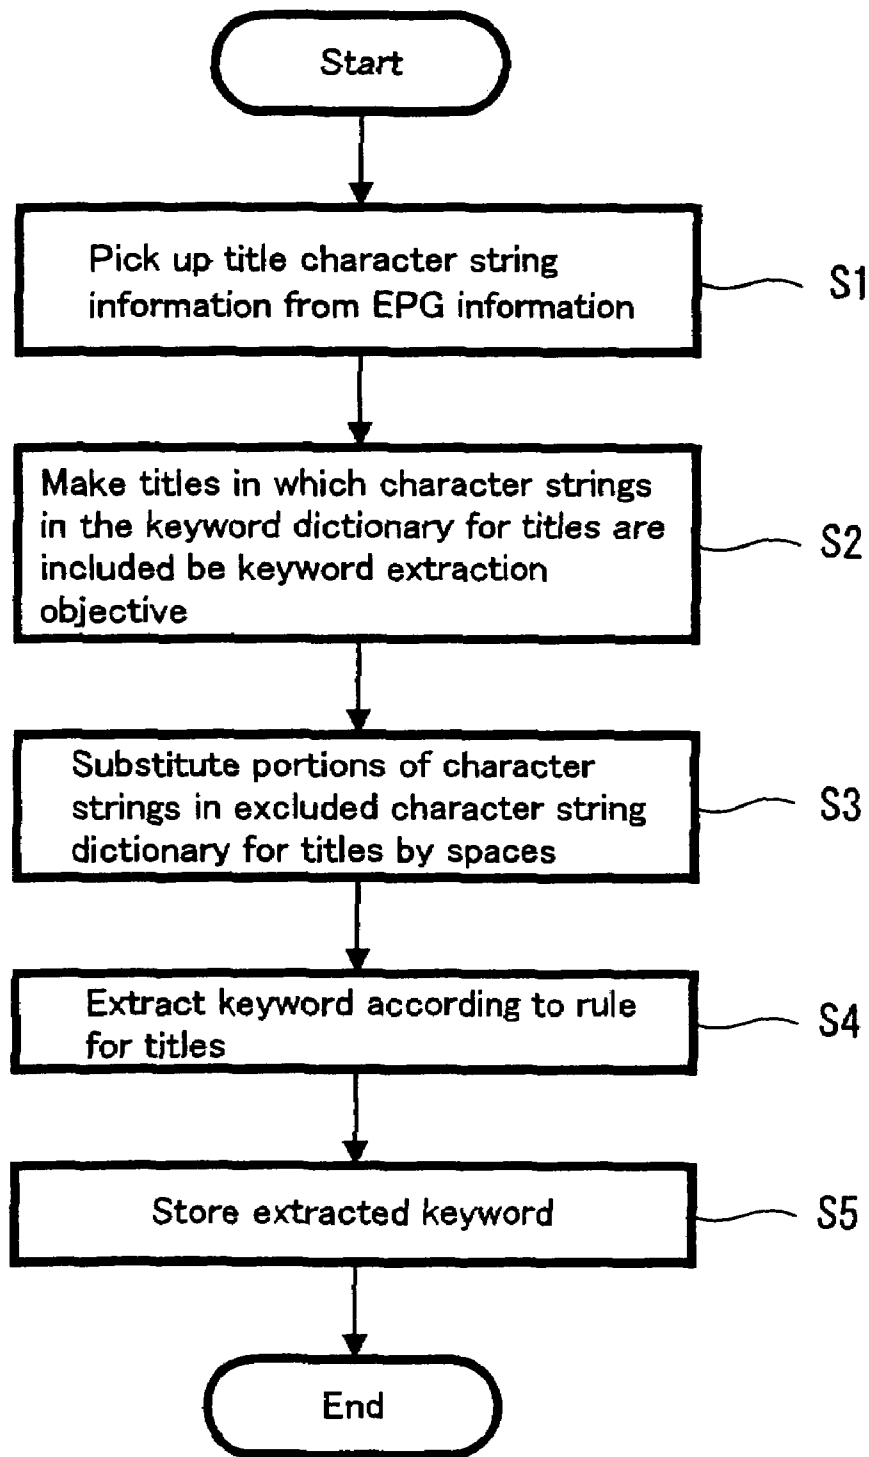 Start
Pick up title character string
information from EPG information
S1
Make titles in which character strings
in the keyword dictionary for titles are
included be keyword extraction
objective
S2
Substitute portions of character
strings in excluded character string
dictionary for titles by spaces
S3
Extract keyword according to rule
for titles
S4
Store extracted keyword
S5
End